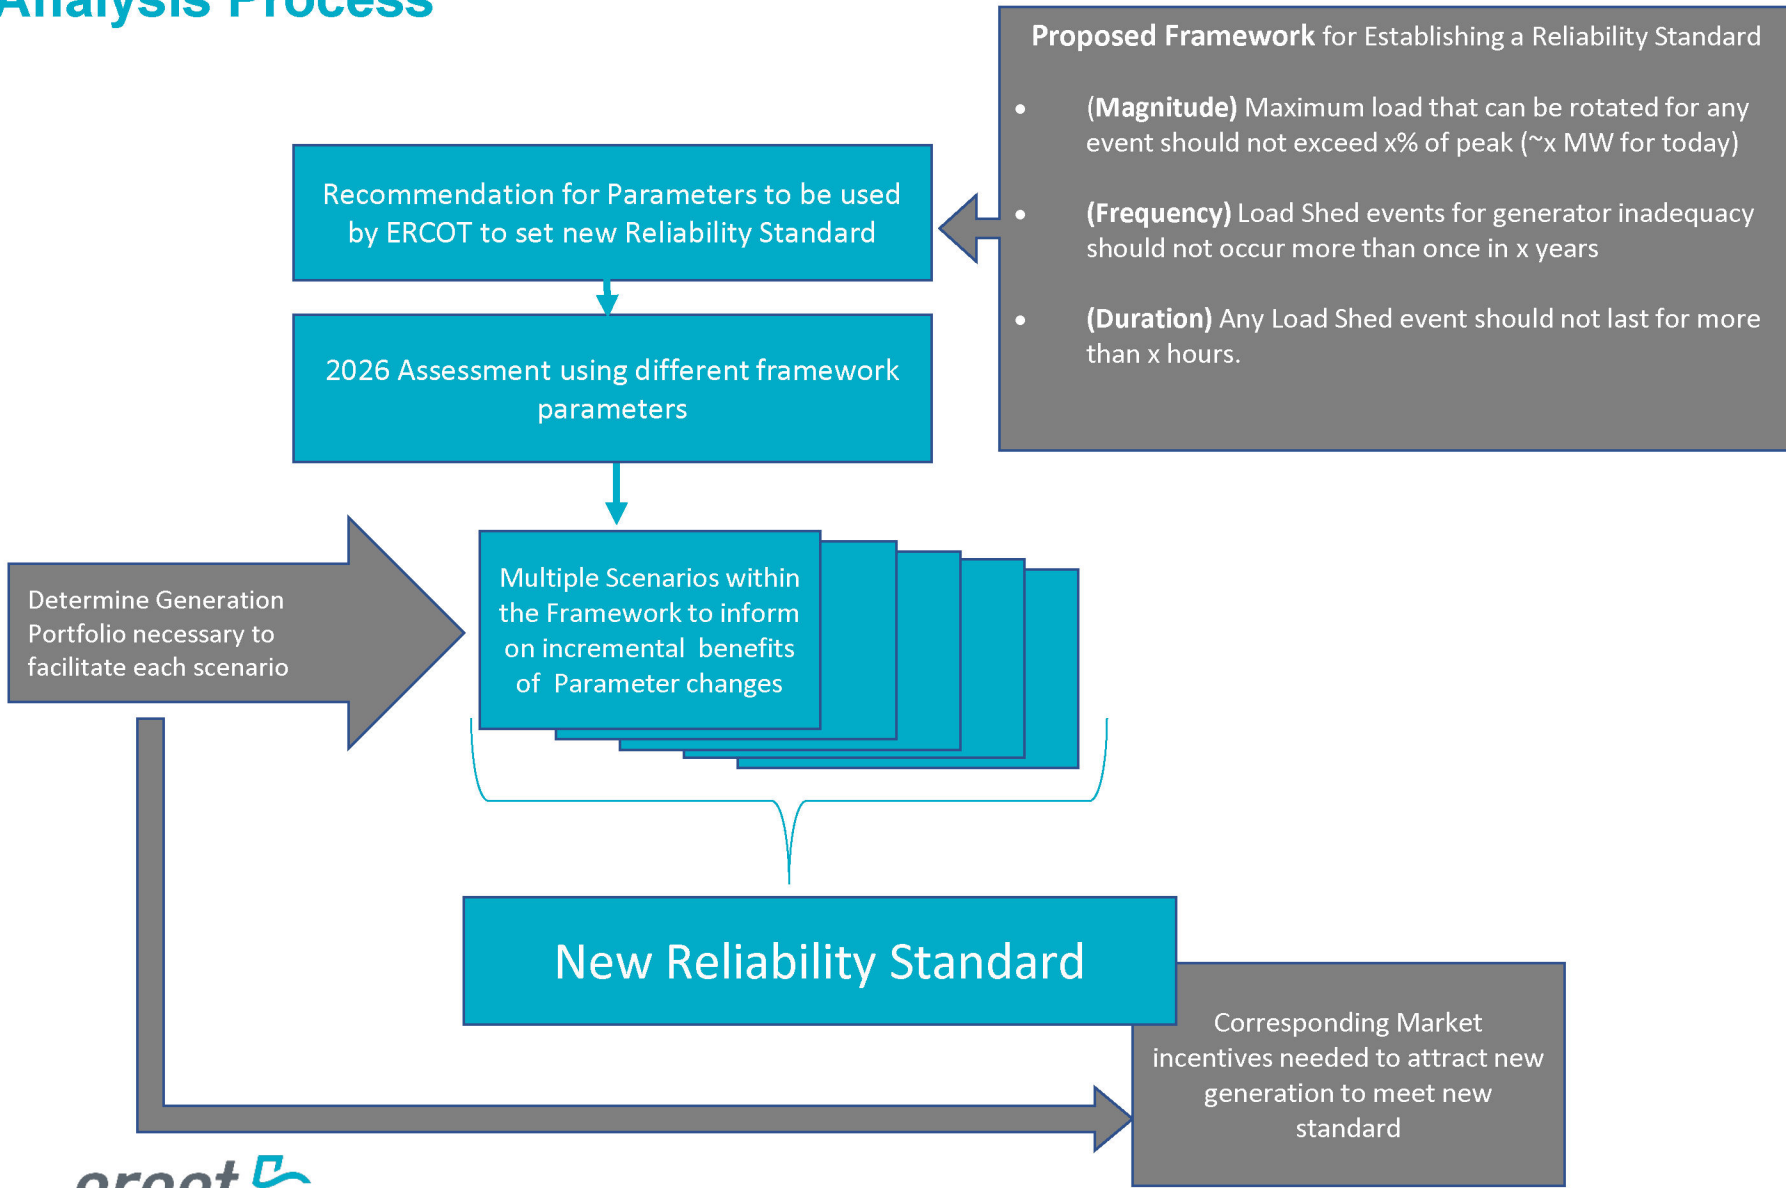 Analysis Process
Proposed Framework for Establishing a Reliability Standard
• (Magnitude) Maximum load that can be rotated for any
event should not exceed x% of peak (~x MW for today)
• (Frequency) Load Shed events for generator inadequacy
should not occur more than once in x years
• (Duration) Any Load Shed event should not last for more
than x hours.
Recommendation for Parameters to be used
by ERCOT to set new Reliability Standard
2026 Assessment using different framework
parameters
Determine Generation
Portfolio necessary to
facilitate each scenario
Multiple Scenarios within
the Framework to inform
on incremental  benefits
of  Parameter changes
New Reliability Standard
Corresponding Market
incentives needed to attract new
generation to meet new
standard
ercot